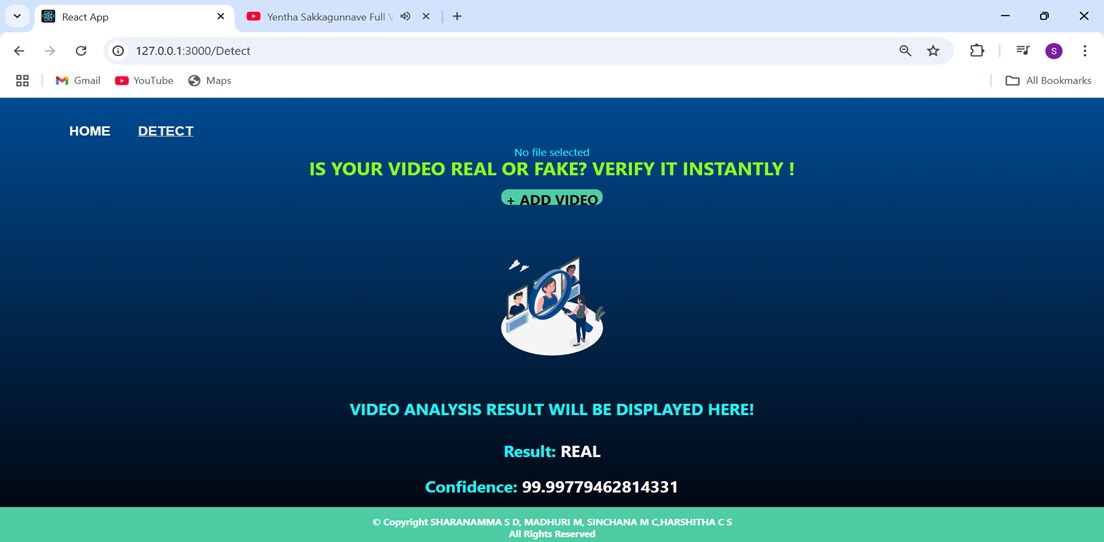 React App
Yentha Sakkagunnave Full V
127.0.0.1:3000/Detect
S
Gmail
YouTube
Maps
All Bookmarks
HOME
DETECT
No file selected
IS YOUR VIDEO REAL OR FAKE? VERIFY IT INSTANTLY !
+ ADD VIDEO
VIDEO ANALYSIS RESULT WILL BE DISPLAYED HERE!
Result: REAL
Confidence: 99.99779462814331
© Copyright SHARANAMMA S D, MADHURI M, SINCHANA M C,HARSHITHA C S
All Rights Reserved